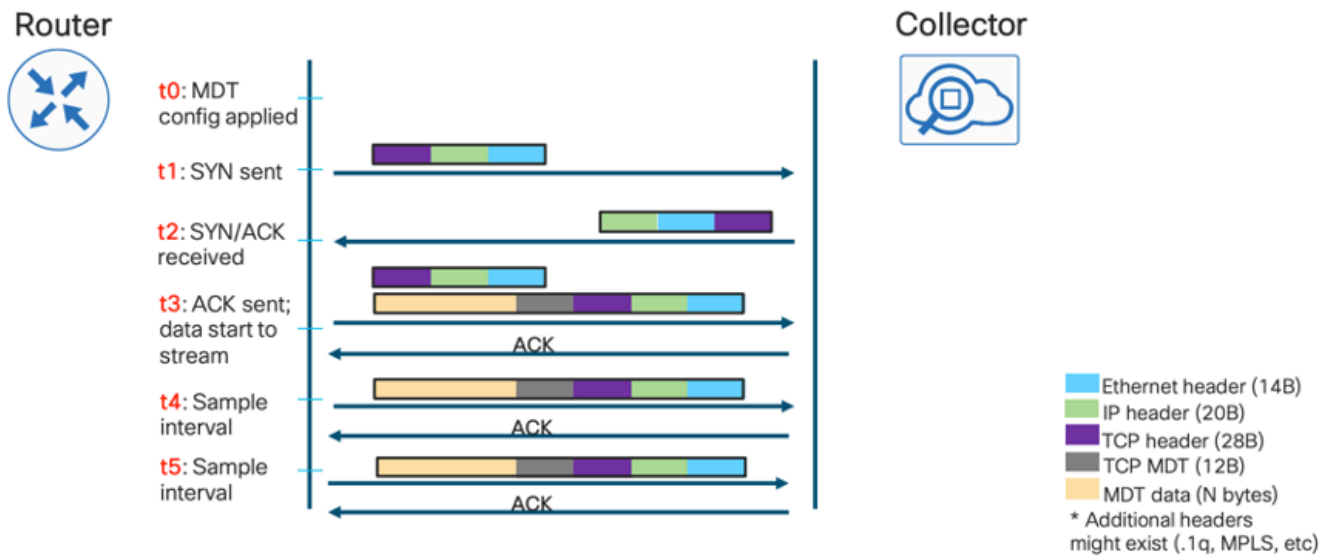 Router
Collector
t0: MDT
config applied
t1: SYN sent
t2: SYN/ACK
received
t3: ACK sent;
data start to
stream
ACK
t4: Sample
interval
ACK
t5: Sample
interval
ACK
Ethernet header (14B)
IP header (20B)
TCP header (28B)
TCP MDT (12B)
MDT data (N bytes)
* Additional headers
might exist (.1q, MPLS, etc)